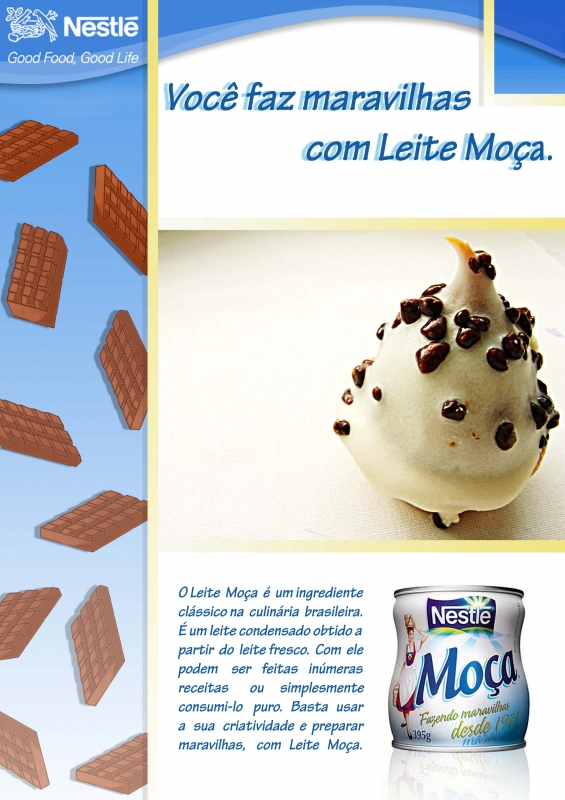 Nestlé
Good Food, Good Life
Você faz maravilhas
com Leite Moça.
O Leite Moça é um ingrediente
clássico na culinária brasileira.
É um leite condensado obtido a
partir do leite fresco. Com ele
podem ser feitas inúmeras
receitas ou simplesmente
consumi-lo puro. Basta usar
a sua criatividade e preparar
maravilhas, com Leite Moça.
Nestlé
Moça
Fazendo maravilhas
desde 1921
395g